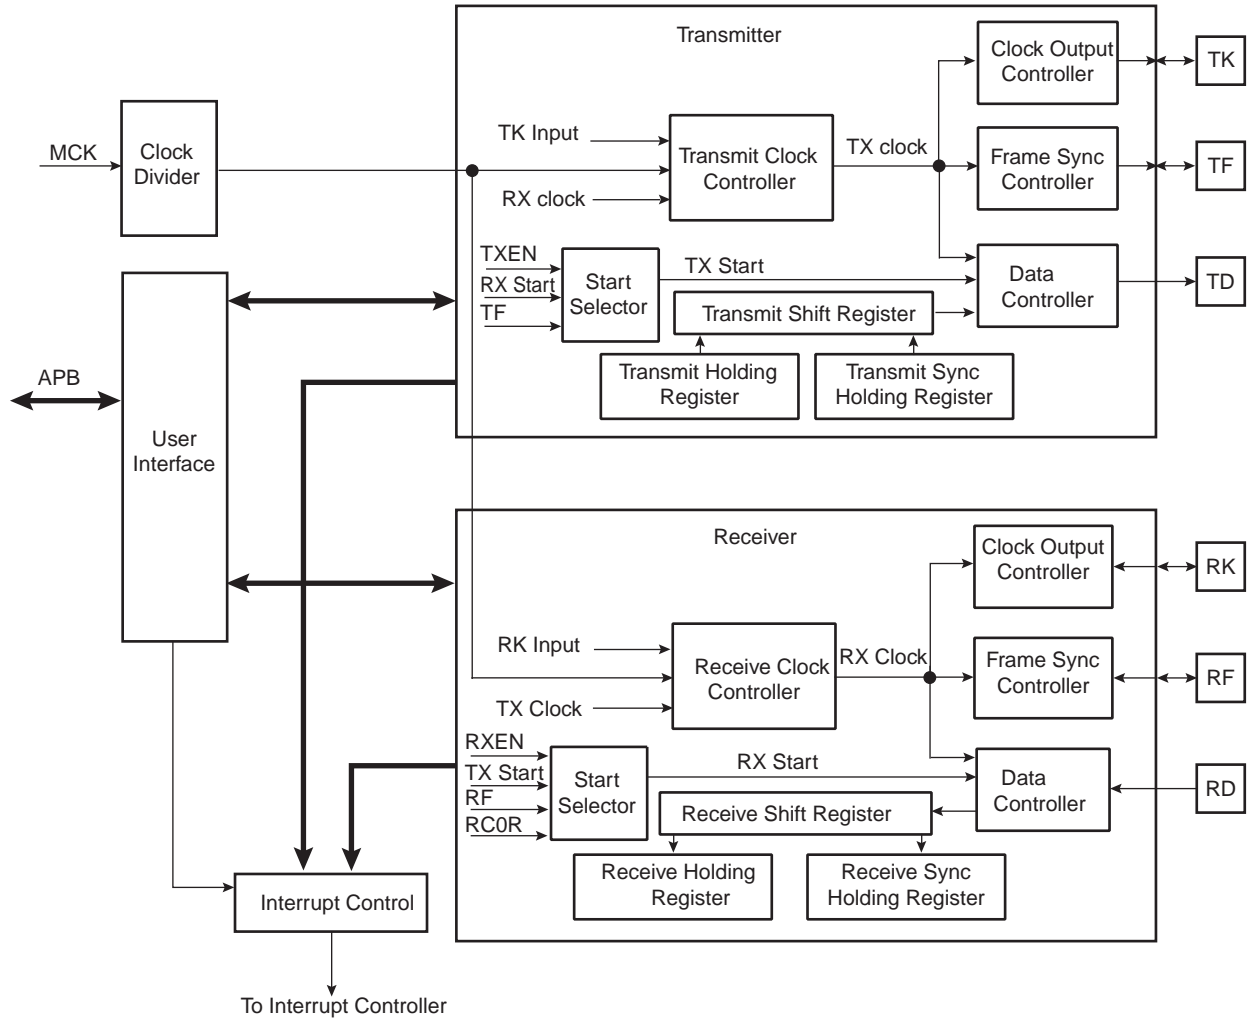 Transmitter
Clock Output
Controller
TK
MCK
Clock
Divider
TK Input
Transmit Clock
Controller
RX clock
TX clock
Frame Sync
Controller
TF
TXEN
RX Start
TF
Start
Selector
TX Start
Data
Controller
TD
Transmit Shift Register
Transmit Holding
Register
Transmit Sync
Holding Register
APB
User
Interface
Receiver
Clock Output
Controller
RK
RK Input
Receive Clock
Controller
TX Clock
RX Clock
Frame Sync
Controller
RF
RXEN
TX Start
RF
RC0R
Start
Selector
RX Start
Data
Controller
RD
Receive Shift Register
Receive Holding
Register
Receive Sync
Holding Register
Interrupt Control
To Interrupt Controller